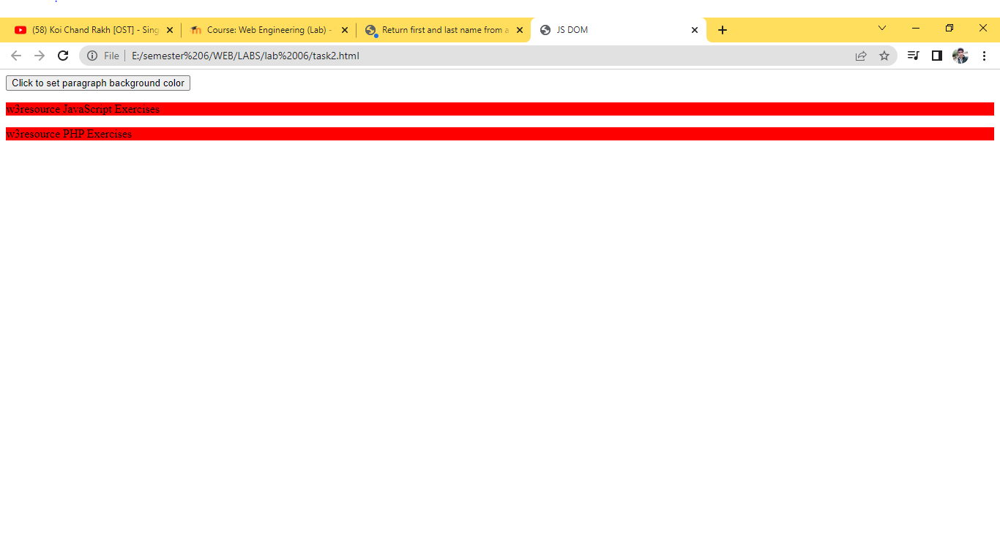 (58) Koi Chand Rakh [OST] - Sing
Course: Web Engineering (Lab) -
Return first and last name from a
JS DOM
File
E:/semester%206/WEB/LABS/lab%2006/task2.html
Click to set paragraph background color
w3resource JavaScript Exercises
w3resource PHP Exercises